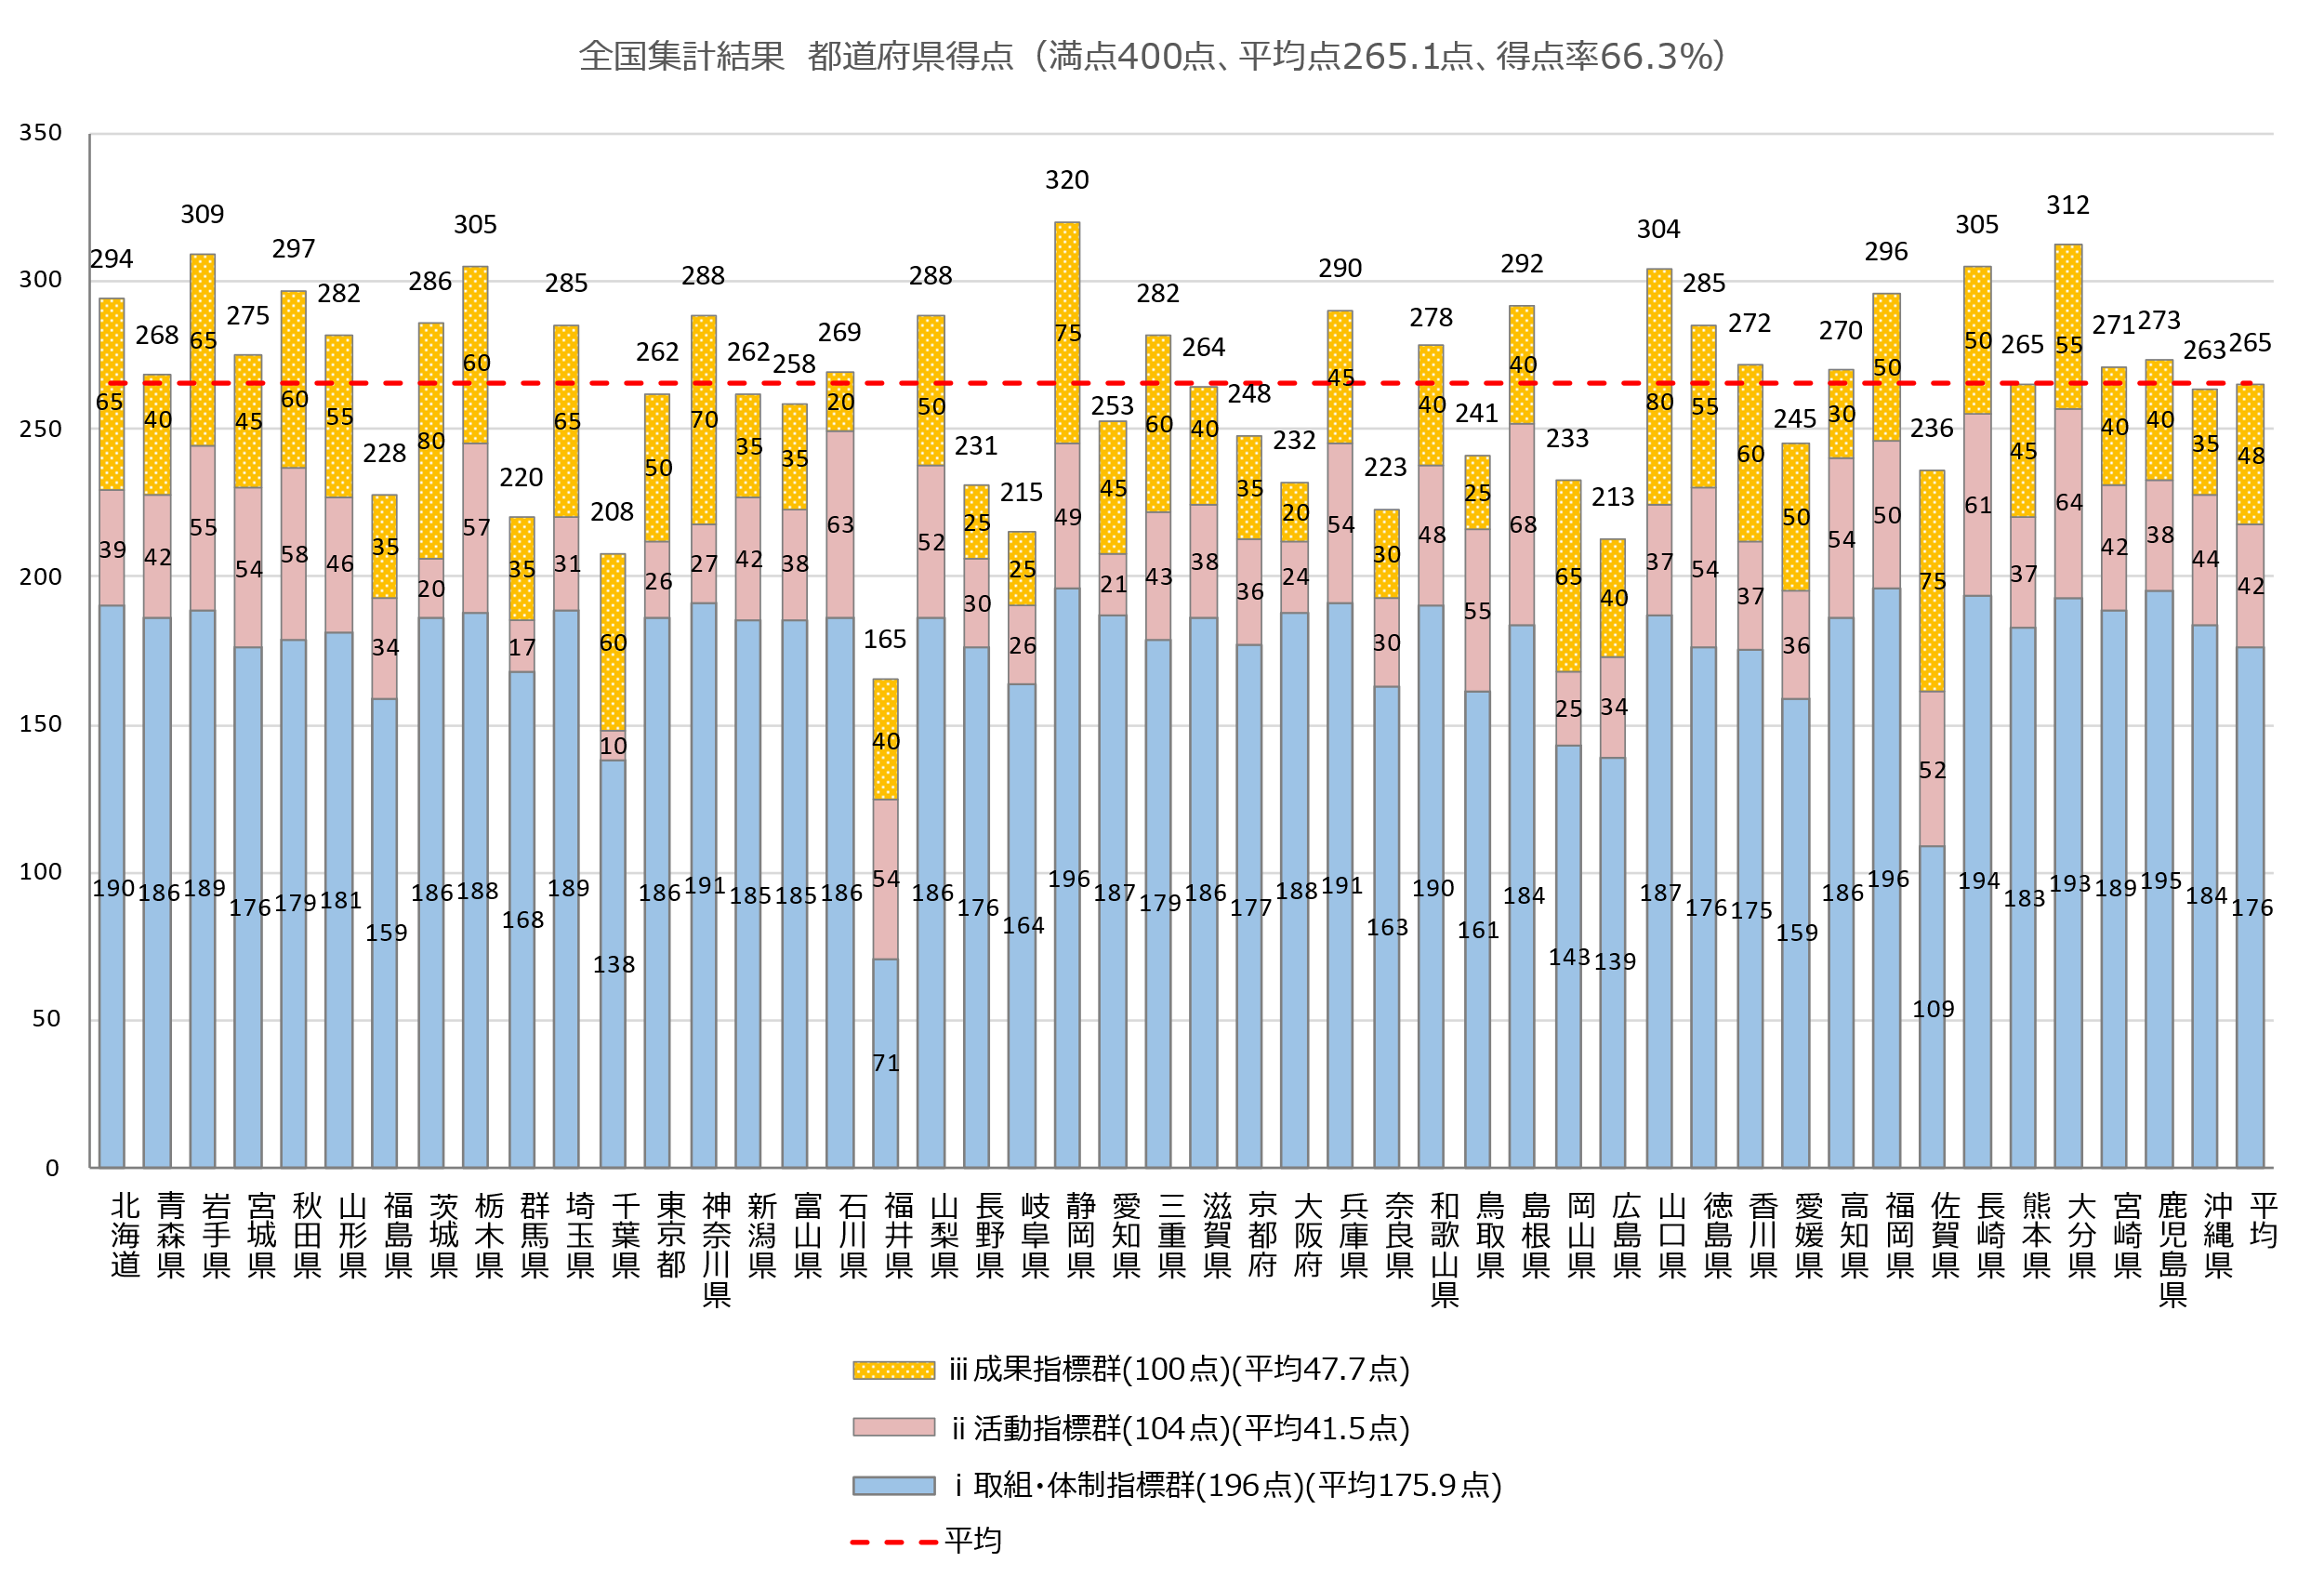 全国集計結果　都道府県得点（満点400点、平均点265.1点、得点率66.3%）
350
300
250
200
150
100
50
0
294 268 309 275 297 282 228 286 305 220 285 208 262 288 262 258 269 165 288 231 215 320 253 282 264 248 232 290 223 278 241 292 233 213 304 285 272 245 270 296 236 305 265 312 271 273 263 265
65 40 65 45 60 55 35 80 60 35 65 60 50 70 35 35 20 40 50 25 25 75 45 60 40 35 20 45 30 40 25 40 65 40 80 55 60 50 30 50 75 50 45 55 40 40 35 48
39 42 55 54 58 46 34 20 57 17 31 10 26 27 42 38 63 54 52 30 26 49 21 43 38 36 24 54 30 48 55 68 25 34 37 54 37 36 54 50 52 61 37 64 42 38 44 42
190 186 189 176 179 181 159 186 188 168 189 138 186 191 185 185 186 71 186 176 164 196 187 179 186 177 188 191 163 190 161 184 143 139 187 176 175 159 186 196 109 194 183 193 189 195 184 176
北海道
青森県
岩手県
宮城県
秋田県
山形県
福島県
茨城県
栃木県
群馬県
埼玉県
千葉県
東京都
神奈川県
新潟県
富山県
石川県
福井県
山梨県
長野県
岐阜県
静岡県
愛知県
三重県
滋賀県
京都府
大阪府
兵庫県
奈良県
和歌山県
鳥取県
島根県
岡山県
広島県
山口県
徳島県
香川県
愛媛県
高知県
福岡県
佐賀県
長崎県
熊本県
大分県
宮崎県
鹿児島県
沖縄県
平均
ⅲ成果指標群(100点)(平均47.7点)
ⅱ活動指標群(104点)(平均41.5点)
ⅰ取組・体制指標群(196点)(平均175.9点)
平均